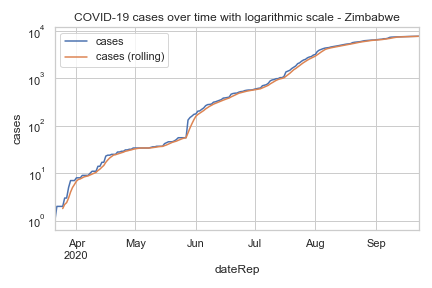 COVID-19 cases over time with logarithmic scale - Zimbabwe
cases
cases (rolling)
10⁴
10³
10²
10¹
10⁰
cases
Apr May Jun Jul Aug Sep
2020
dateRep